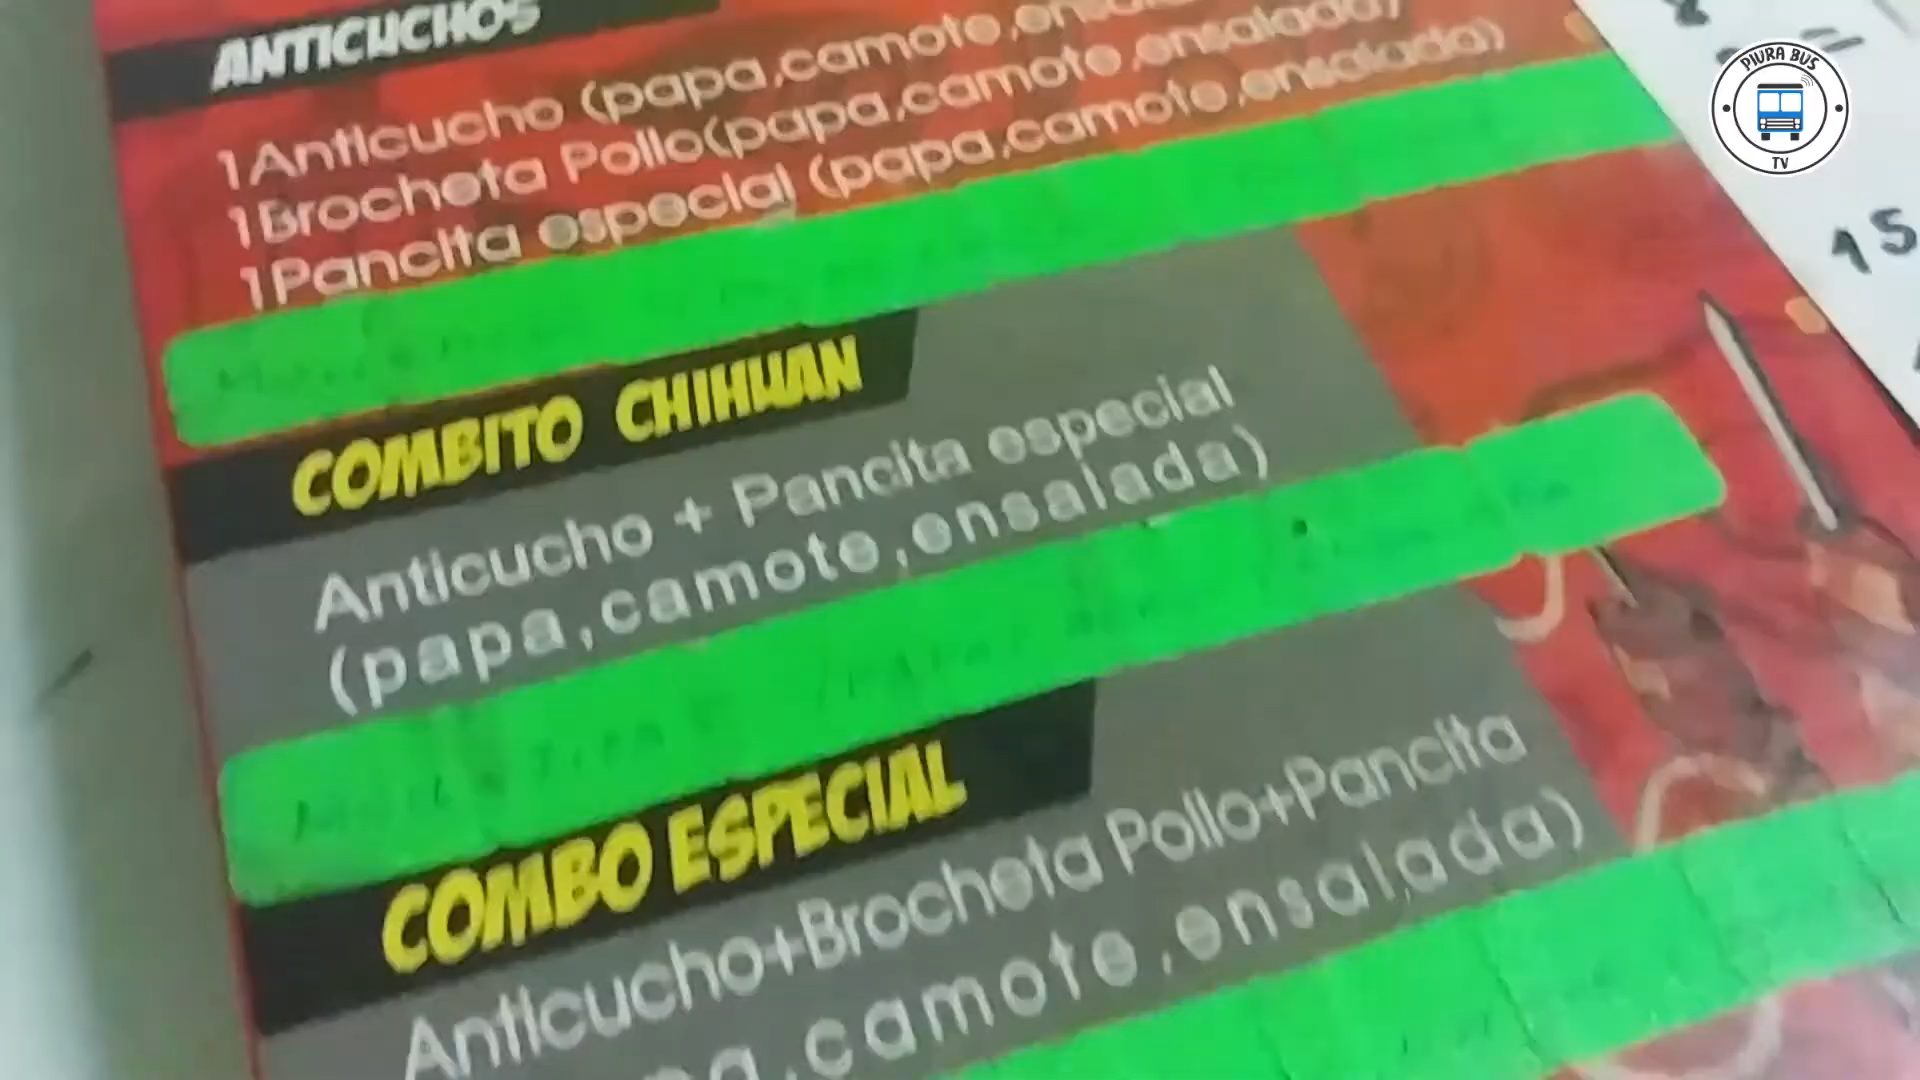 ANTICUCHOS
1Anticucho (papa,camote,ensalada)
1Brocheta Pollo(papa,camote,ensalada)
1Pancita especial (papa,camote,ensalada)
COMBITO CHIHUAN
Anticucho + Pancita especial
(papa,camote,ensalada)
COMBO ESPECIAL
Anticucho+Brocheta Pollo+Pancita
camote,ensalada)
8
15
PIURA BUS
TV